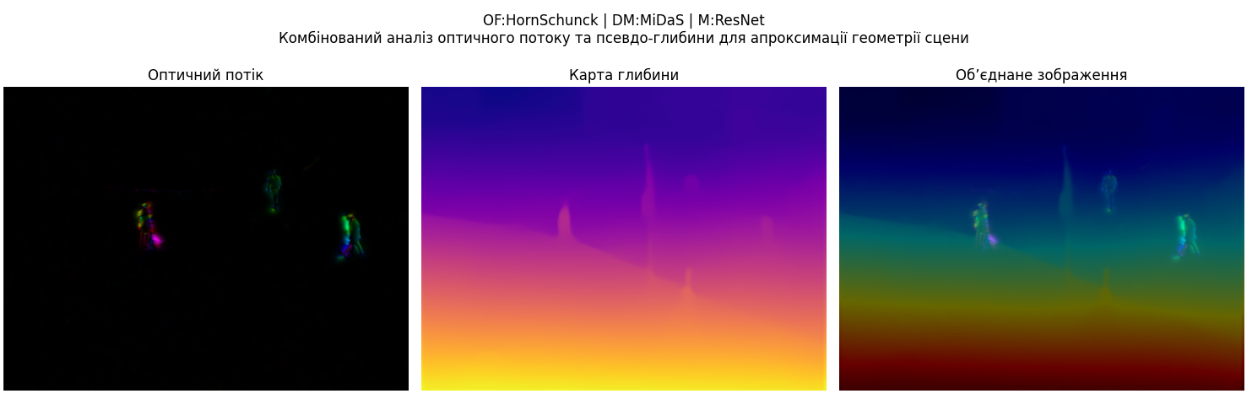 OF:HornSchunck | DM:MiDaS | M:ResNet
Комбінований аналіз оптичного потоку та псевдо-глибини для апроксимації геометрії сцени
Оптичний потік
Карта глибини
Об’єднане зображення